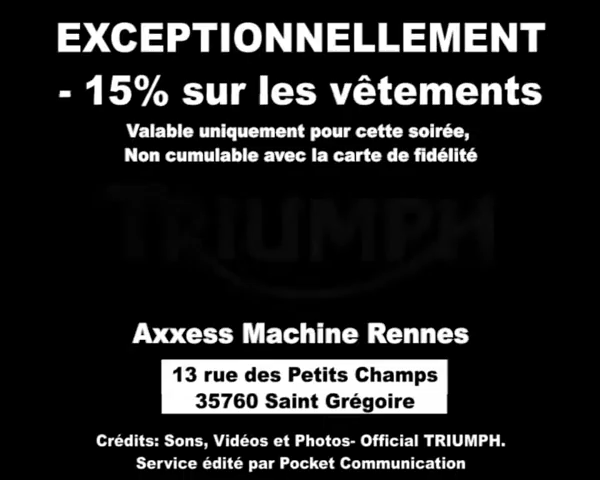 EXCEPTIONNELLEMENT
- 15% sur les vêtements
Valable uniquement pour cette soirée,
Non cumulable avec la carte de fidélité
TRIUMPH
Axxess Machine Rennes
13 rue des Petits Champs
35760 Saint Grégoire
Crédits: Sons, Vidéos et Photos- Official TRIUMPH.
Service édité par Pocket Communication